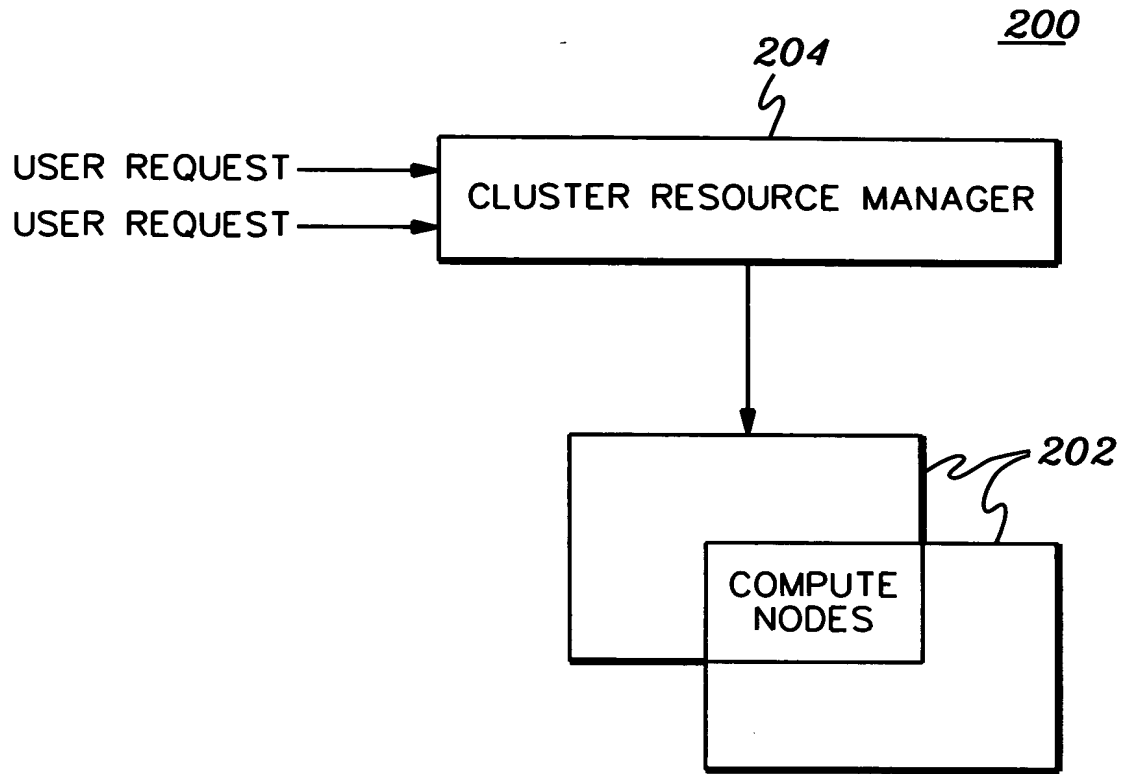 200
204
USER REQUEST
CLUSTER RESOURCE MANAGER
USER REQUEST
202
COMPUTE
NODES